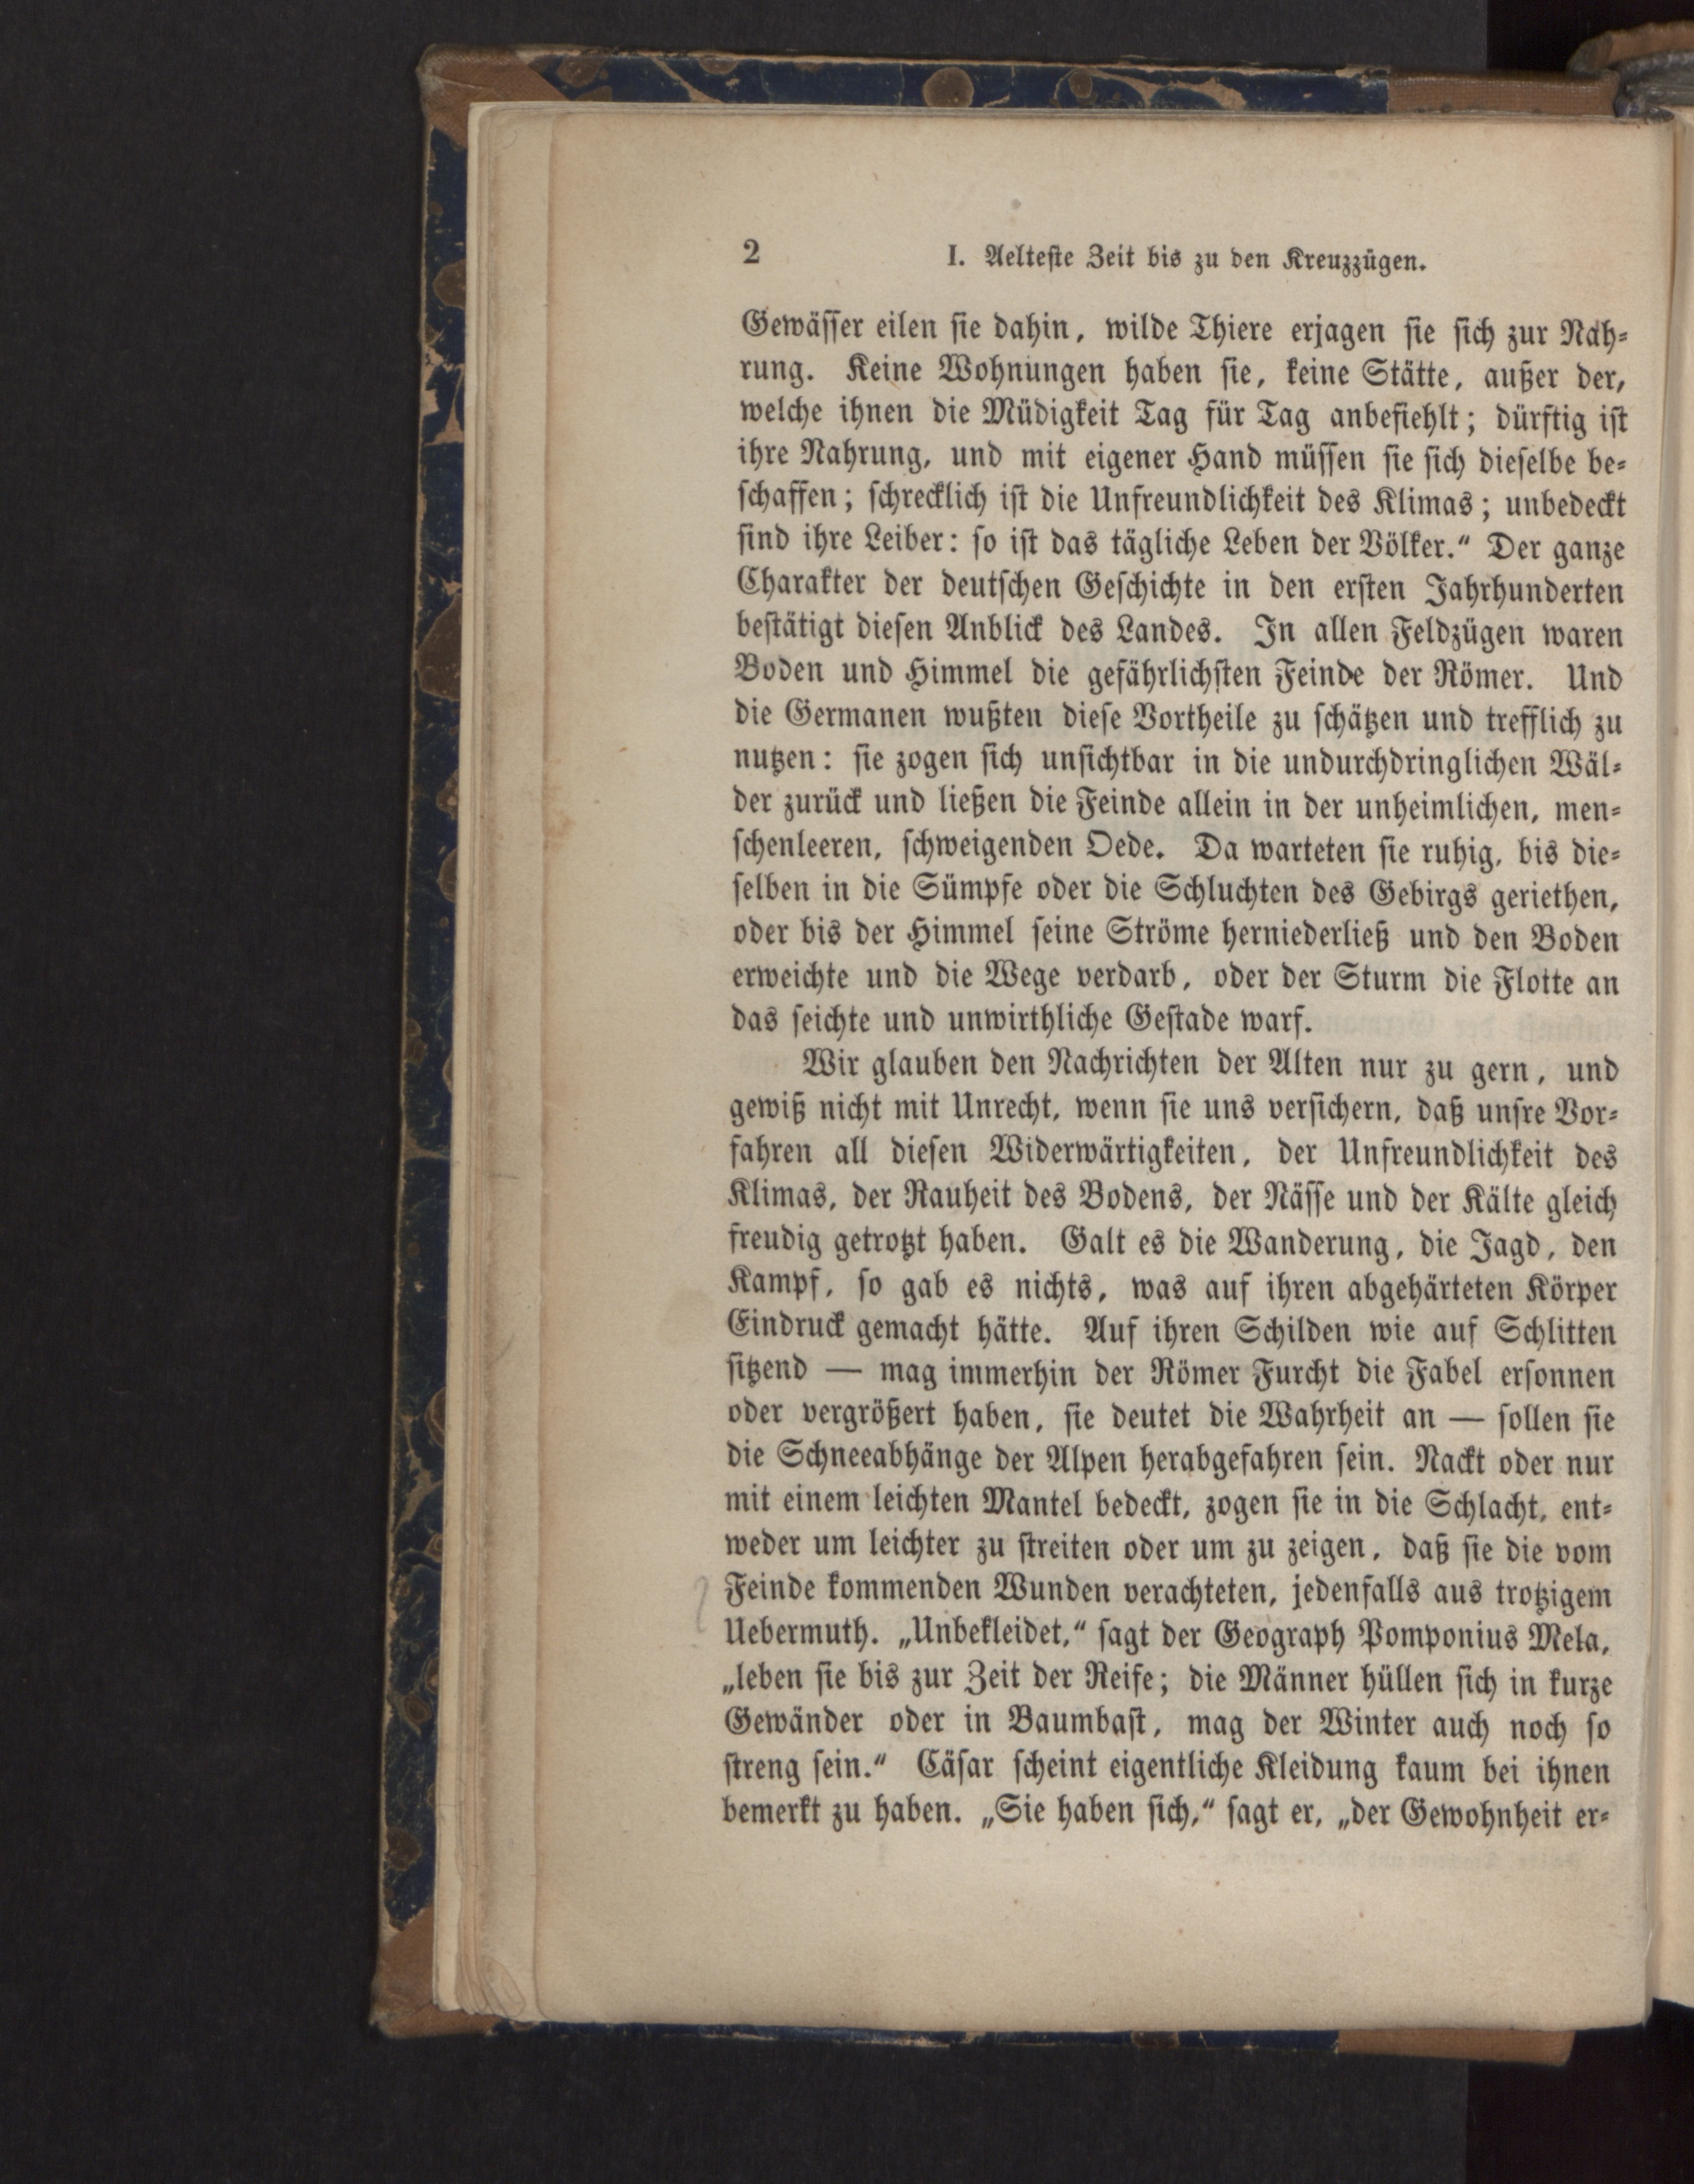 2 I. Aelteste Zeit bis zu den Kreuzzügen.
Gewässer eilen sie dahin, wilde Thiere erjagen sie sich zur Nah-
rung. Keine Wohnungen haben sie, keine Stätte, außer der,
welche ihnen die Müdigkeit Tag für Tag anbefiehlt; dürftig ist
ihre Nahrung, und mit eigener Hand müssen sie sich dieselbe be-
schaffen; schrecklich ist die Unfreundlichkeit des Klimas; unbedeckt
sind ihre Leiber: so ist das tägliche Leben der Völker.“ Der ganze
Charakter der deutschen Geschichte in den ersten Jahrhunderten
bestätigt diesen Anblick des Landes. In allen Feldzügen waren
Boden und Himmel die gefährlichsten Feinde der Römer. Und
die Germanen wußten diese Vortheile zu schätzen und trefflich zu
nutzen: sie zogen sich unsichtbar in die undurchdringlichen Wäl-
der zurück und ließen die Feinde allein in der unheimlichen, men-
schenleeren, schweigenden Oede. Da warteten sie ruhig, bis die-
selben in die Sümpfe oder die Schluchten des Gebirgs geriethen,
oder bis der Himmel seine Ströme herniederließ und den Boden
erweichte und die Wege verdarb, oder der Sturm die Flotte an
das seichte und unwirthliche Gestade warf.
Wir glauben den Nachrichten der Alten nur zu gern, und
gewiß nicht mit Unrecht, wenn sie uns versichern, daß unsre Vor-
fahren all diesen Widerwärtigkeiten, der Unfreundlichkeit des
Klimas, der Rauheit des Bodens, der Nässe und der Kälte gleich
freudig getrotzt haben. Galt es die Wanderung, die Jagd, den
Kampf, so gab es nichts, was auf ihren abgehärteten Körper
Eindruck gemacht hätte. Auf ihren Schilden wie auf Schlitten
sitzend — mag immerhin der Römer Furcht die Fabel ersonnen
oder vergrößert haben, sie deutet die Wahrheit an — sollen sie
die Schneeabhänge der Alpen herabgefahren sein. Nackt oder nur
mit einem leichten Mantel bedeckt, zogen sie in die Schlacht, ent-
weder um leichter zu streiten oder um zu zeigen, daß sie die vom
Feinde kommenden Wunden verachteten, jedenfalls aus trotzigem
Uebermuth. „Unbekleidet,“ sagt der Geograph Pomponius Mela,
„leben sie bis zur Zeit der Reife; die Männer hüllen sich in kurze
Gewänder oder in Baumbast, mag der Winter auch noch so
streng sein.“ Cäsar scheint eigentliche Kleidung kaum bei ihnen
bemerkt zu haben. „Sie haben sich,“ sagt er, „der Gewohnheit er-